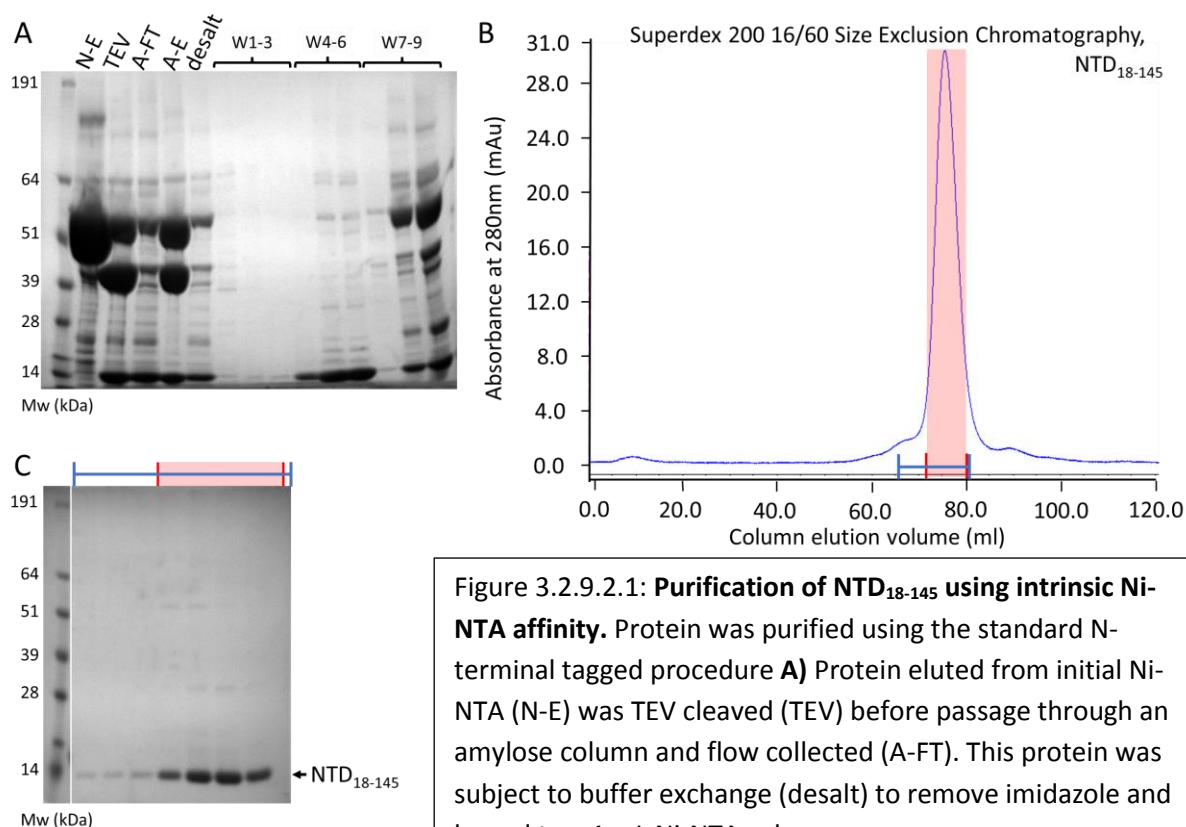 A
N-E TEV A-FT A-E desalt W1-3 W4-6 W7-9
191
64
51
39
28
14
Mw (kDa)
B
Superdex 200 16/60 Size Exclusion Chromatography,
NTD18-145
Absorbance at 280nm (mAu)
31.0
28.0
24.0
20.0
16.0
12.0
8.0
4.0
0.0
0.0 20.0 40.0 60.0 80.0 100.0 120.0
Column elution volume (ml)
C
191
64
51
39
28
14
NTD18-145
Mw (kDa)
Figure 3.2.9.2.1: Purification of NTD18-145 using intrinsic Ni-
NTA affinity. Protein was purified using the standard N-
terminal tagged procedure A) Protein eluted from initial Ni-
NTA (N-E) was TEV cleaved (TEV) before passage through an
amylose column and flow collected (A-FT). This protein was
subject to buffer exchange (desalt) to remove imidazole and